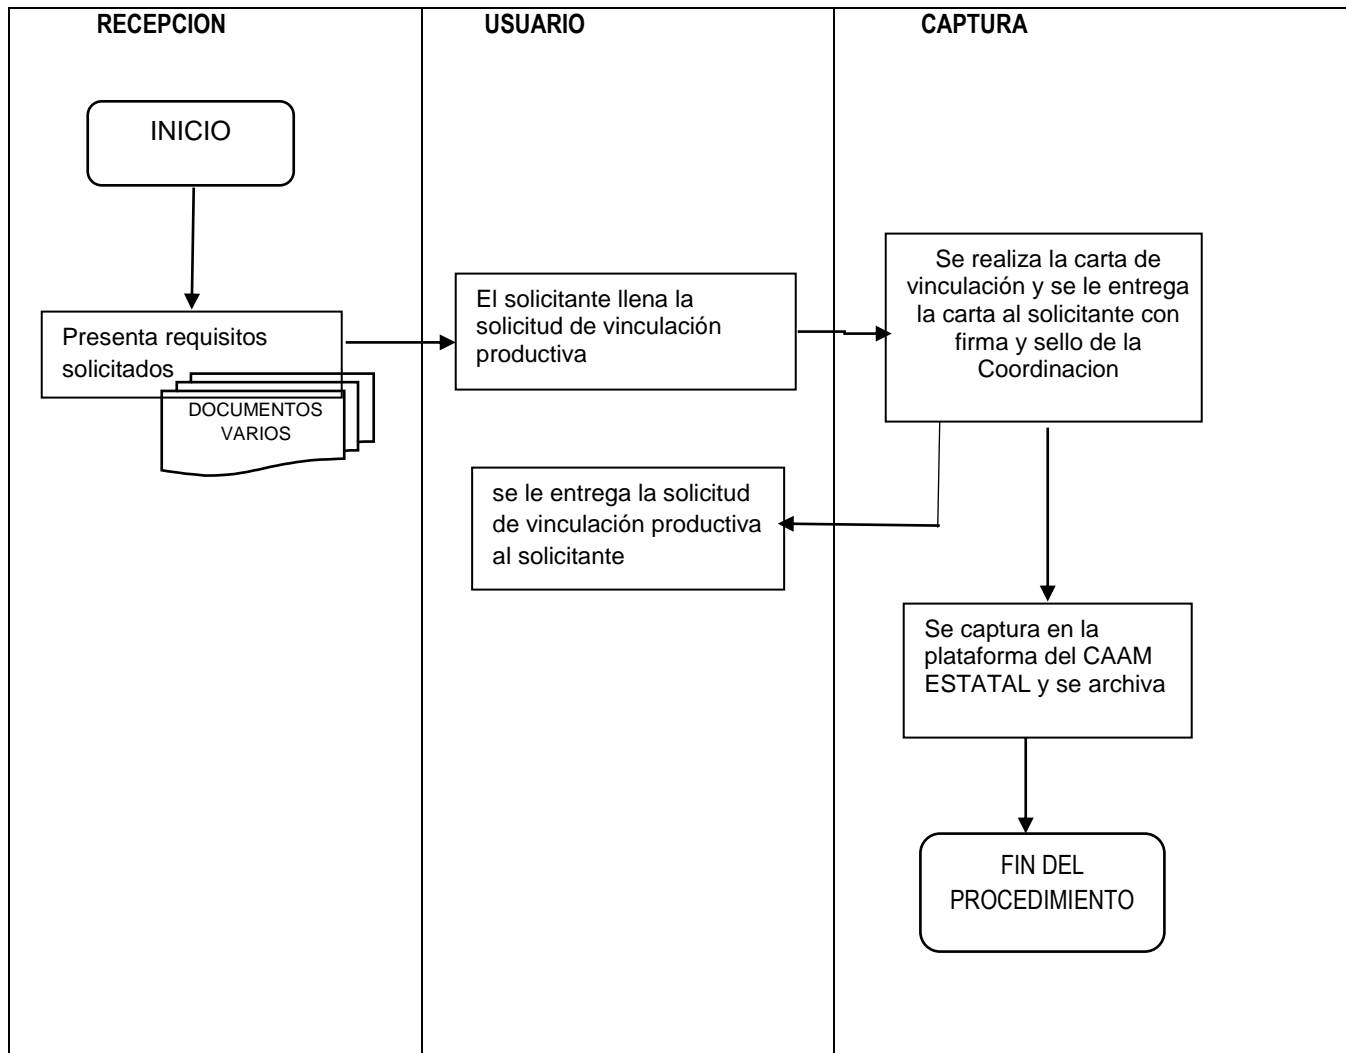 RECEPCION
USUARIO
CAPTURA
INICIO
Presenta requisitos
solicitados
DOCUMENTOS
VARIOS
El solicitante llena la
solicitud de vinculación
productiva
Se realiza la carta de
vinculación y se le entrega
la carta al solicitante con
firma y sello de la
Coordinacion
se le entrega la solicitud
de vinculación productiva
al solicitante
Se captura en la
plataforma del CAAM
ESTATAL y se archiva
FIN DEL
PROCEDIMIENTO